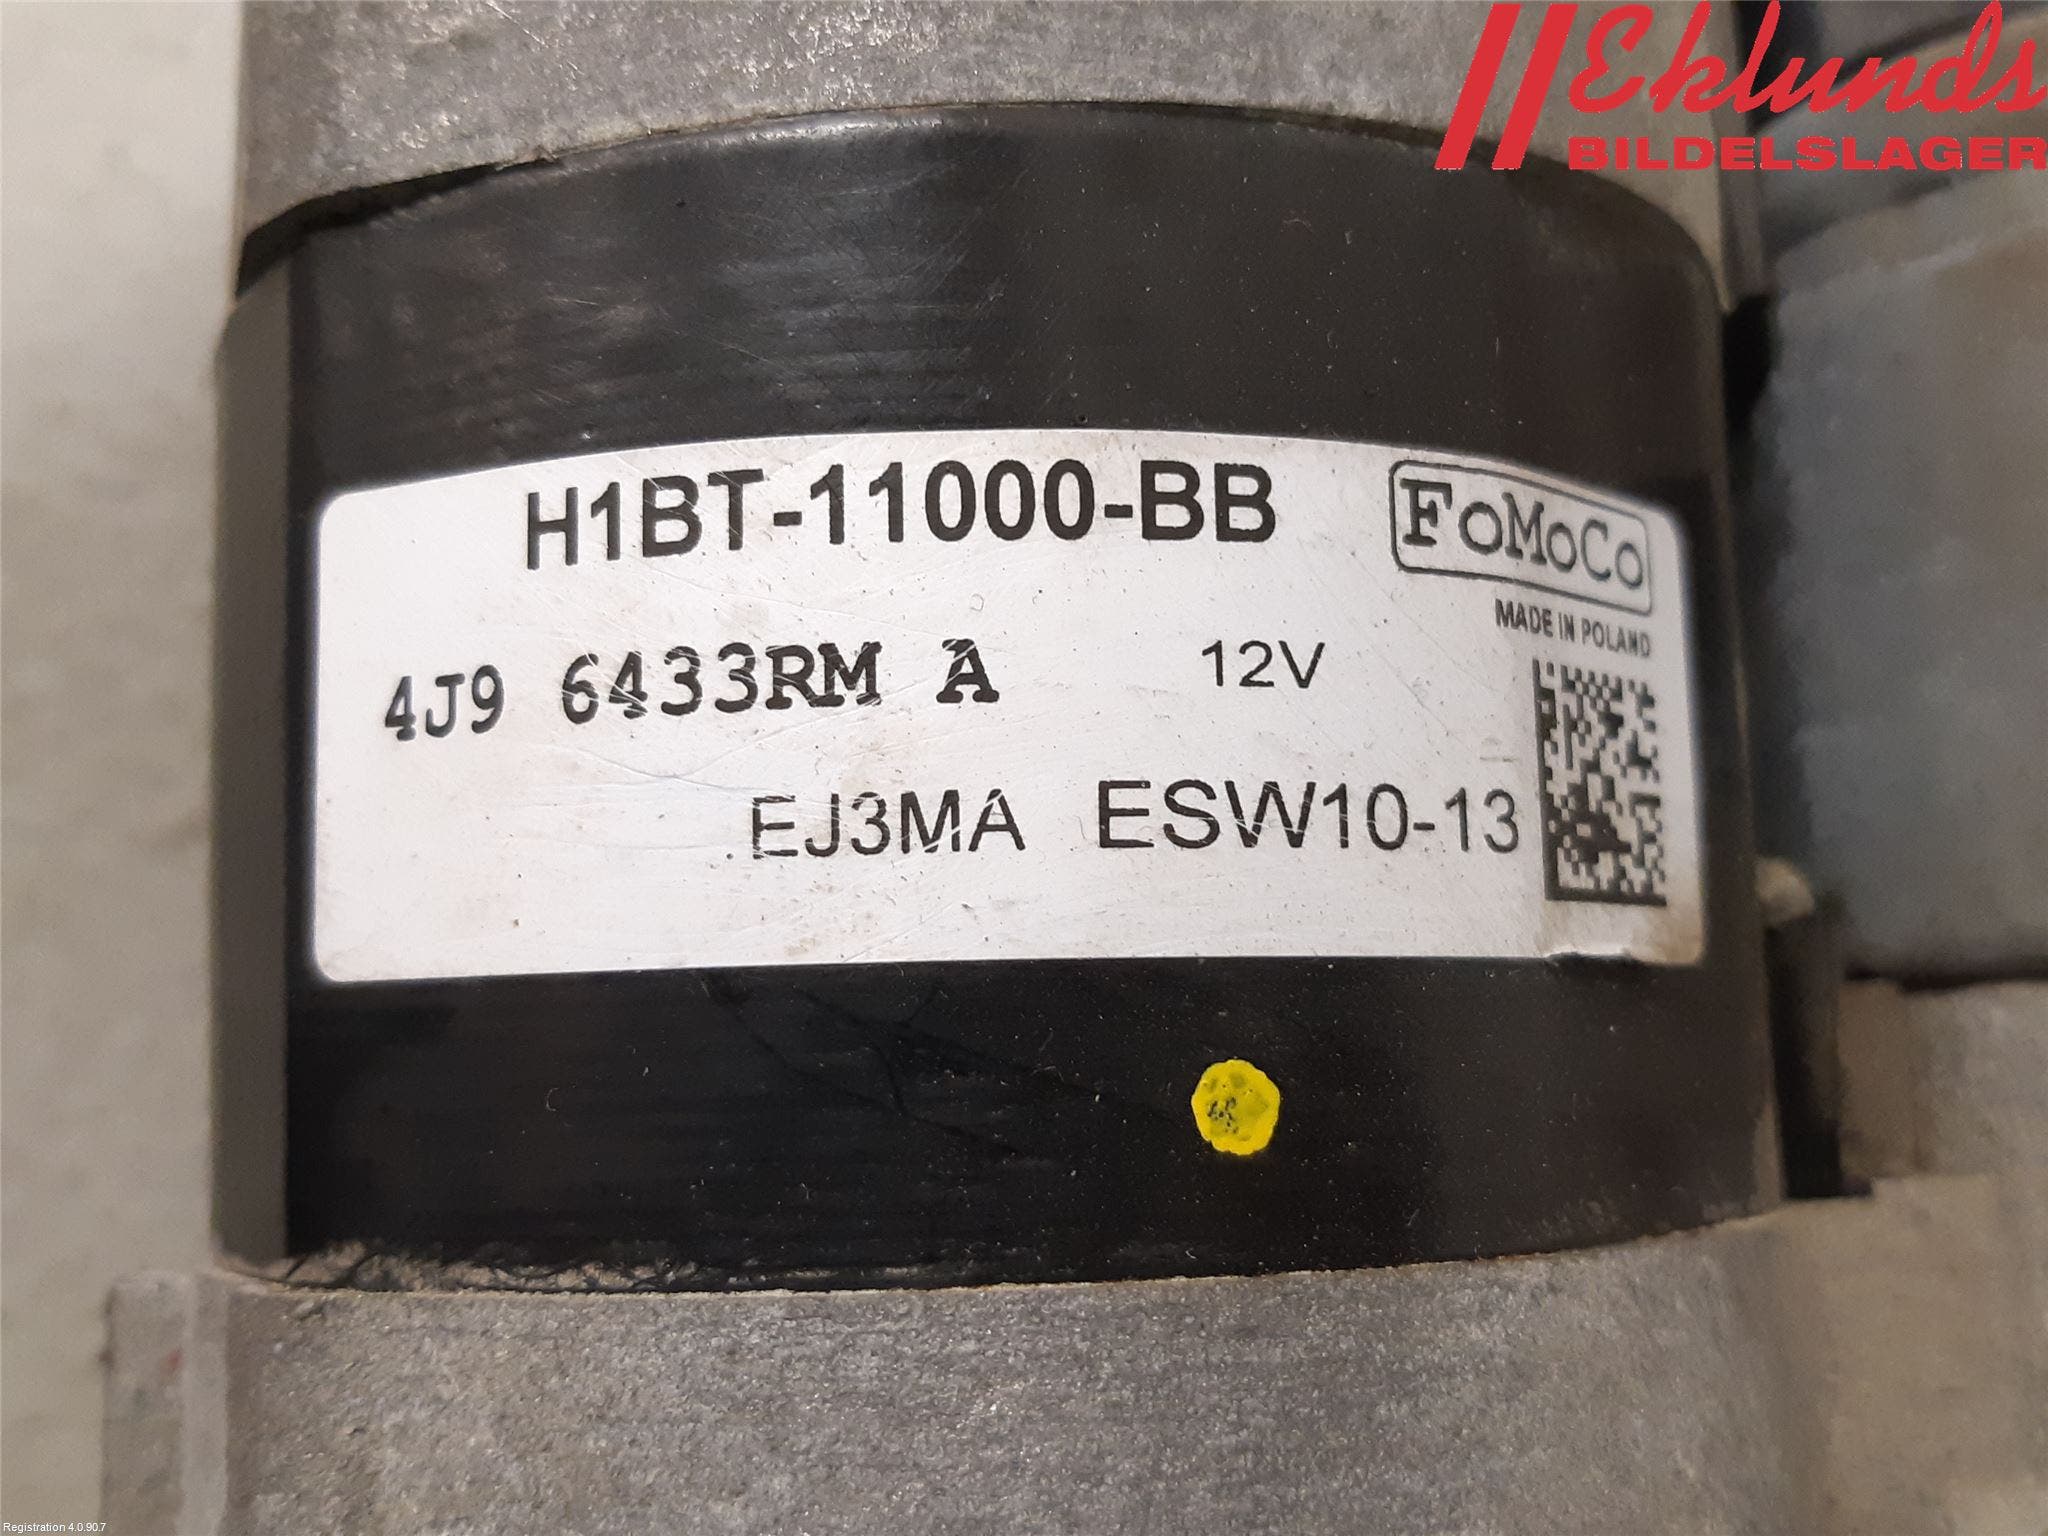 Eklunds
BILDELSLAGER
H1BT-11000-BB
FoMoCo
MADE IN POLAND
4J9 6433RM A 12V
EJ3MA ESW10-13
Registration 4.0.90.7